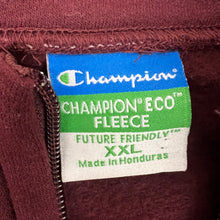 Champion
CHAMPION® ECO™
FLEECE
FUTURE FRIENDLY™
XXL
Made in Honduras